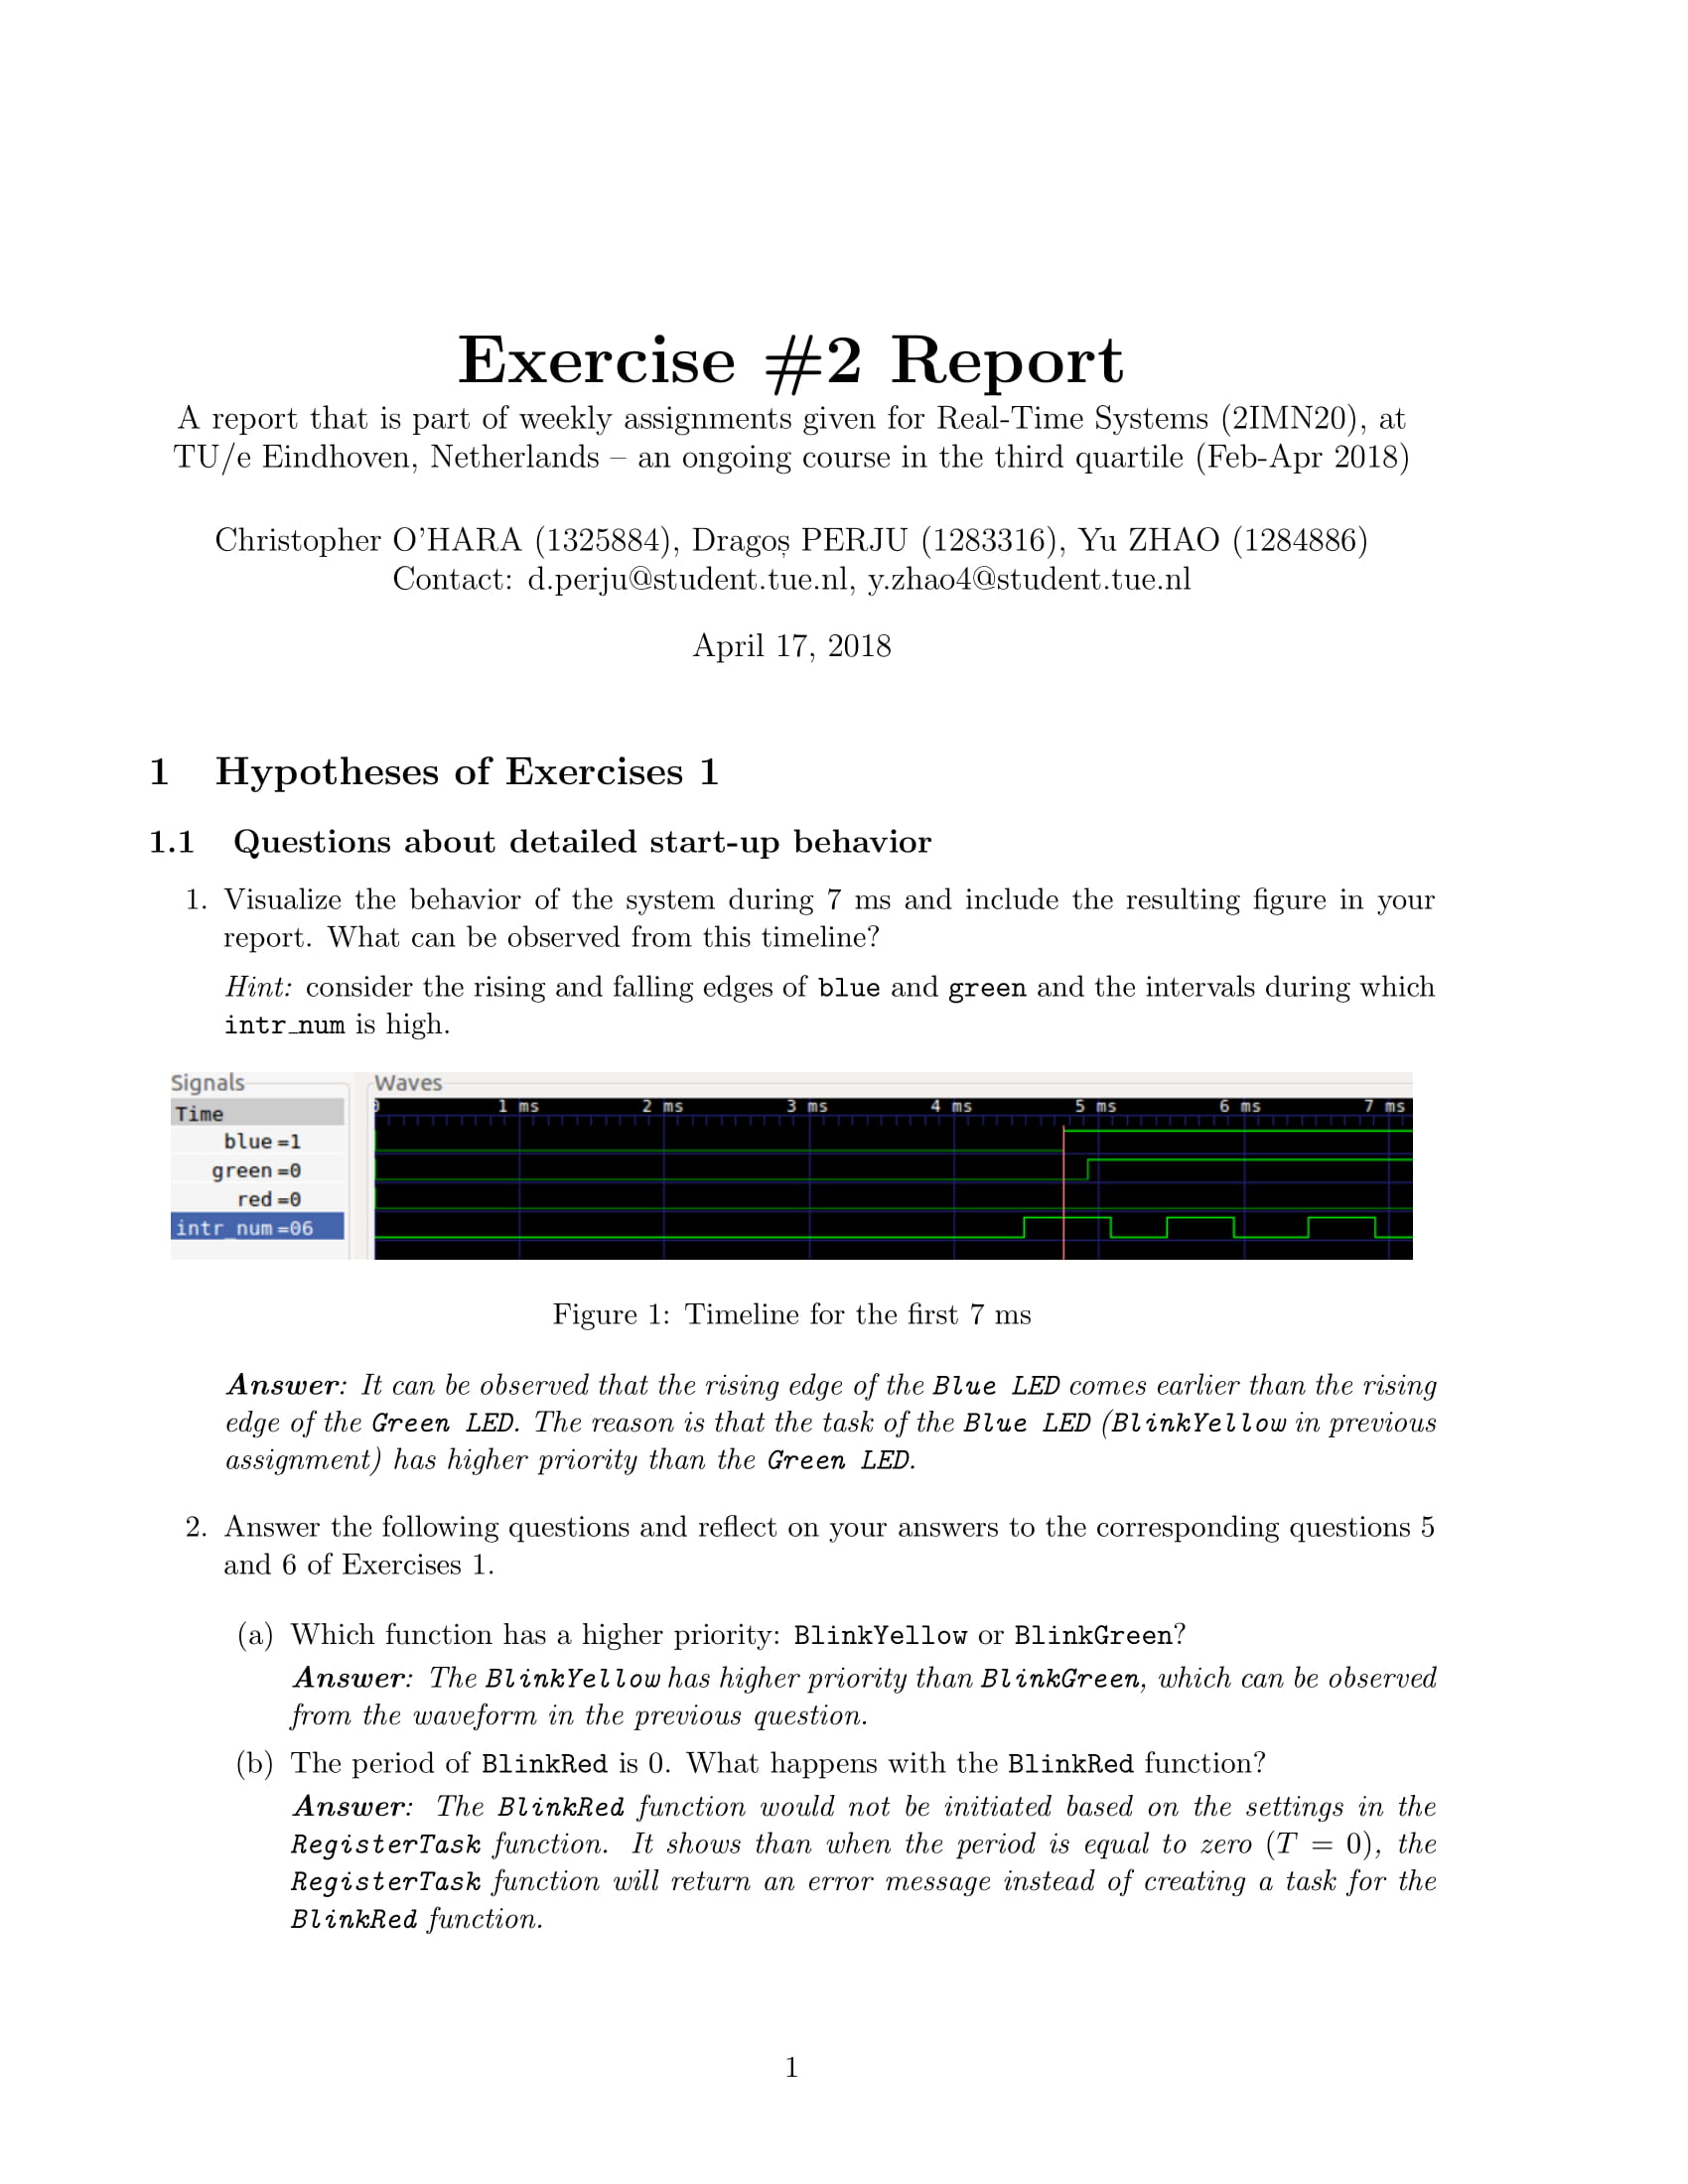 Exercise #2 Report
A report that is part of weekly assignments given for Real-Time Systems (2IMN20), at
TU/e Eindhoven, Netherlands – an ongoing course in the third quartile (Feb-Apr 2018)
Christopher O'HARA (1325884), Dragoș PERJU (1283316), Yu ZHAO (1284886)
Contact: d.perju@student.tue.nl, y.zhao4@student.tue.nl
April 17, 2018
1 Hypotheses of Exercises 1
1.1 Questions about detailed start-up behavior
1. Visualize the behavior of the system during 7 ms and include the resulting figure in your
report. What can be observed from this timeline?
Hint: consider the rising and falling edges of blue and green and the intervals during which
intr_num is high.
Signals Waves
Time 0 1 ms 2 ms 3 ms 4 ms 5 ms 6 ms 7 ms
blue=1
green=0
red=0
intr_num=06
Figure 1: Timeline for the first 7 ms
Answer: It can be observed that the rising edge of the Blue LED comes earlier than the rising
edge of the Green LED. The reason is that the task of the Blue LED (BlinkYellow in previous
assignment) has higher priority than the Green LED.
2. Answer the following questions and reflect on your answers to the corresponding questions 5
and 6 of Exercises 1.
(a) Which function has a higher priority: BlinkYellow or BlinkGreen?
Answer: The BlinkYellow has higher priority than BlinkGreen, which can be observed
from the waveform in the previous question.
(b) The period of BlinkRed is 0. What happens with the BlinkRed function?
Answer: The BlinkRed function would not be initiated based on the settings in the
RegisterTask function. It shows than when the period is equal to zero (T = 0), the
RegisterTask function will return an error message instead of creating a task for the
BlinkRed function.
1